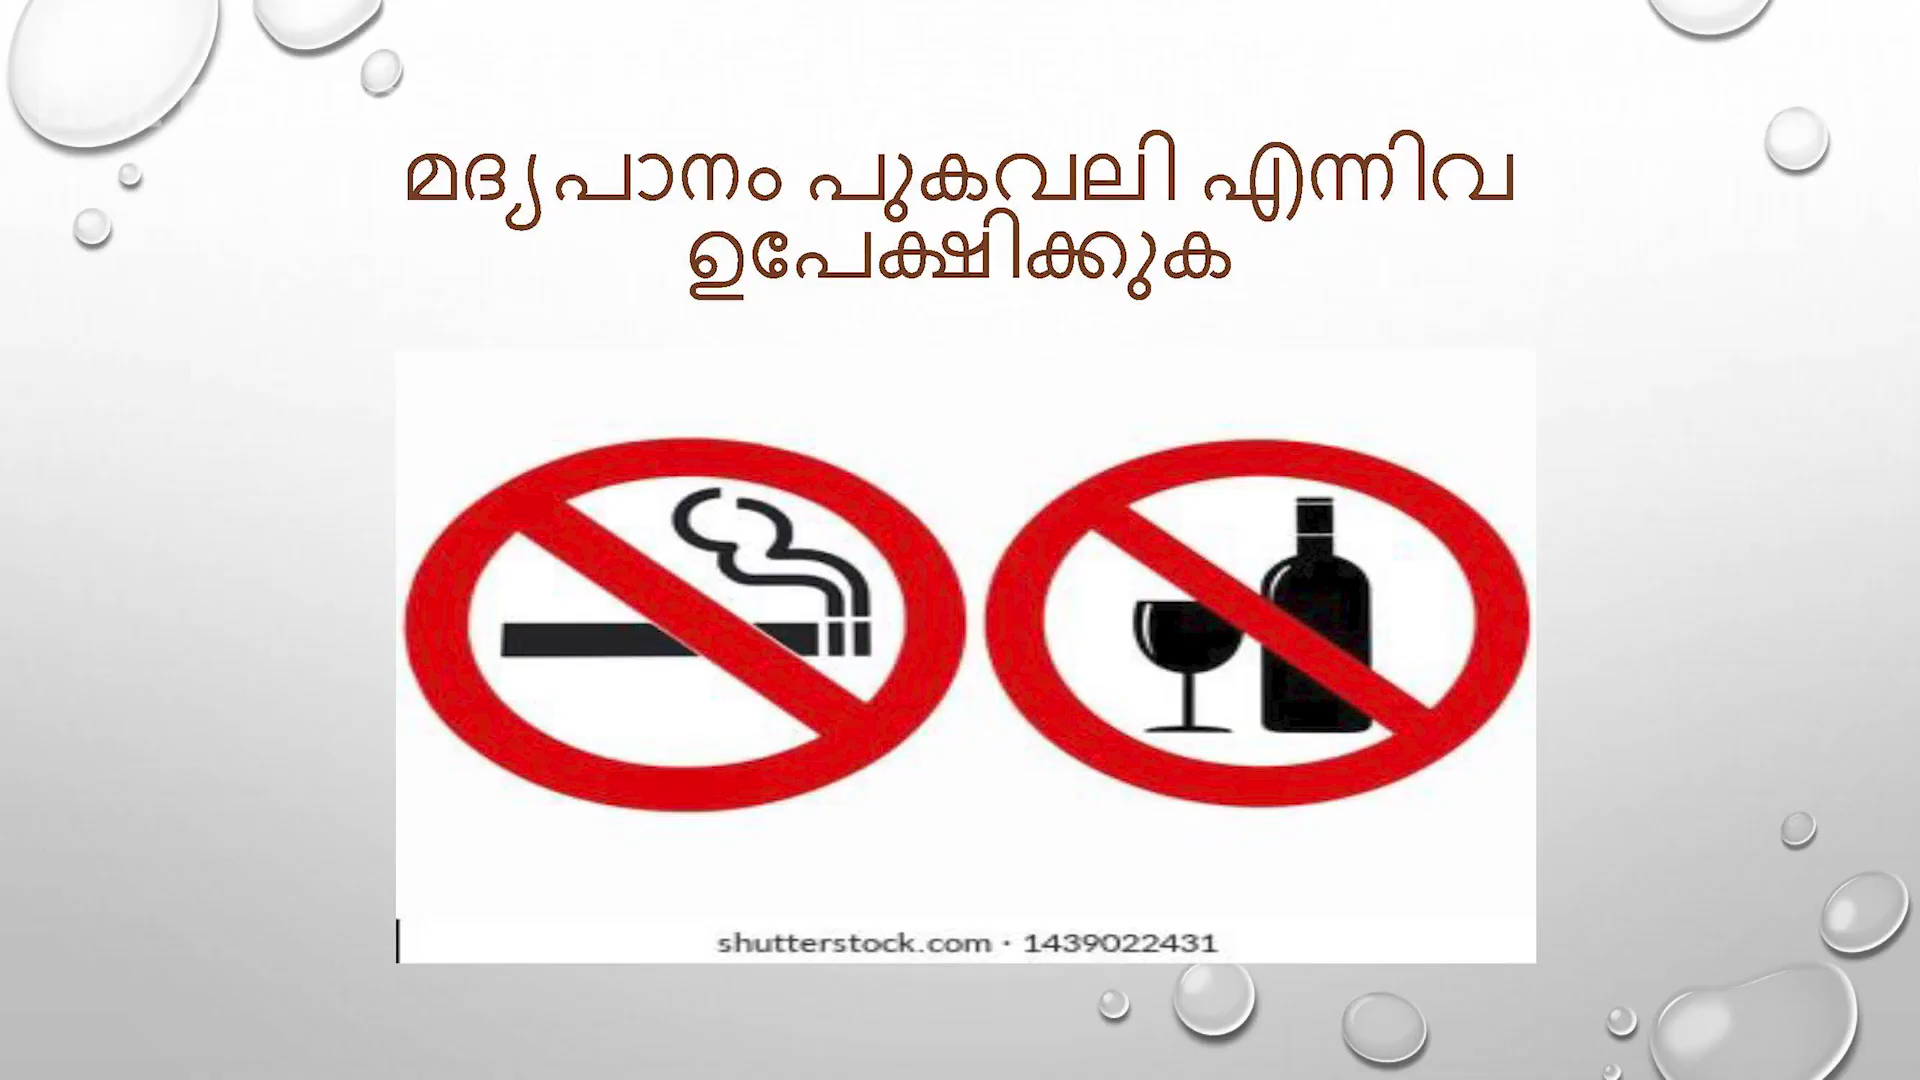 മദ്യപാനം പുകവലി എന്നിവ
ഉപേക്ഷിക്കുക
shutterstock.com · 1439022431